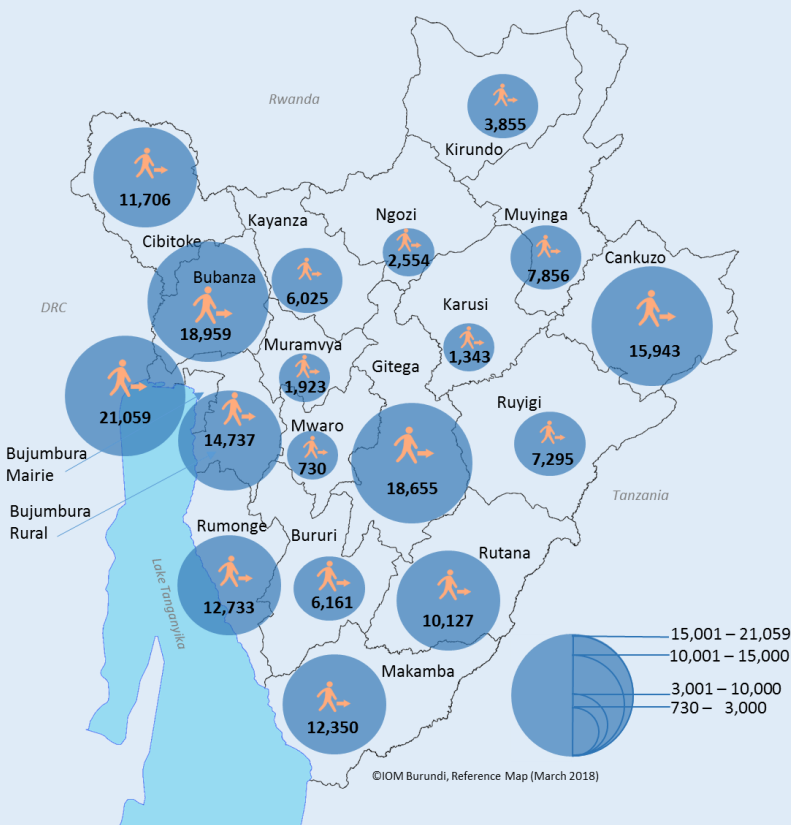 Rwanda
3,855
Kirundo
11,706
Cibitoke
Kayanza
6,025
Ngozi
2,554
Muyinga
7,856
Cankuzo
15,943
Bubanza
18,959
DRC
Karusi
1,343
Muramvya
1,923
Gitega
18,655
21,059
Bujumbura
Mairie
14,737
Bujumbura
Rural
Mwaro
730
Ruyigi
7,295
Tanzania
Rumonge
12,733
Bururi
6,161
Rutana
10,127
Lake Tanganyika
Makamba
12,350
15,001 – 21,059
10,001 – 15,000
3,001 – 10,000
730 – 3,000
©IOM Burundi, Reference Map (March 2018)